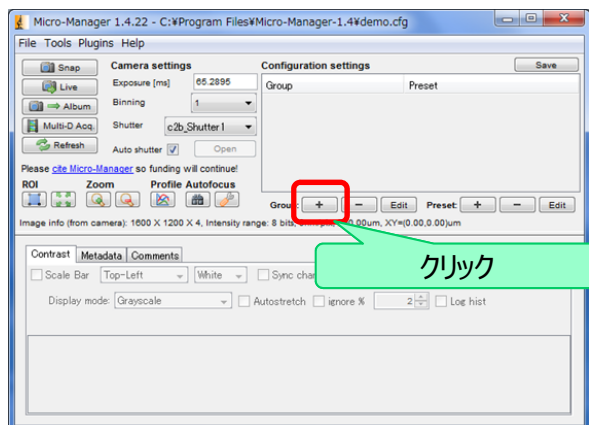 Micro-Manager 1.4.22 - C:¥Program Files¥Micro-Manager-1.4¥demo.cfg
File Tools Plugins Help
Snap
Live
Album
Multi-D Acq.
Refresh
Camera settings
Exposure [ms] 65.2895
Binning 1
Shutter c2b_Shutter1
Auto shutter Open
Configuration settings Save
Group Preset
Please cite Micro-Manager so funding will continue!
ROI Zoom Profile Autofocus
Group: + − Edit Preset: + − Edit
Image info (from camera): 1600 X 1200 X 4, Intensity range: 8 bits, 0.00um, XY=(0.00,0.00)um
クリック
Contrast Metadata Comments
Scale Bar Top-Left White Sync
Display mode: Grayscale Autostretch ignore % 2 Log hist